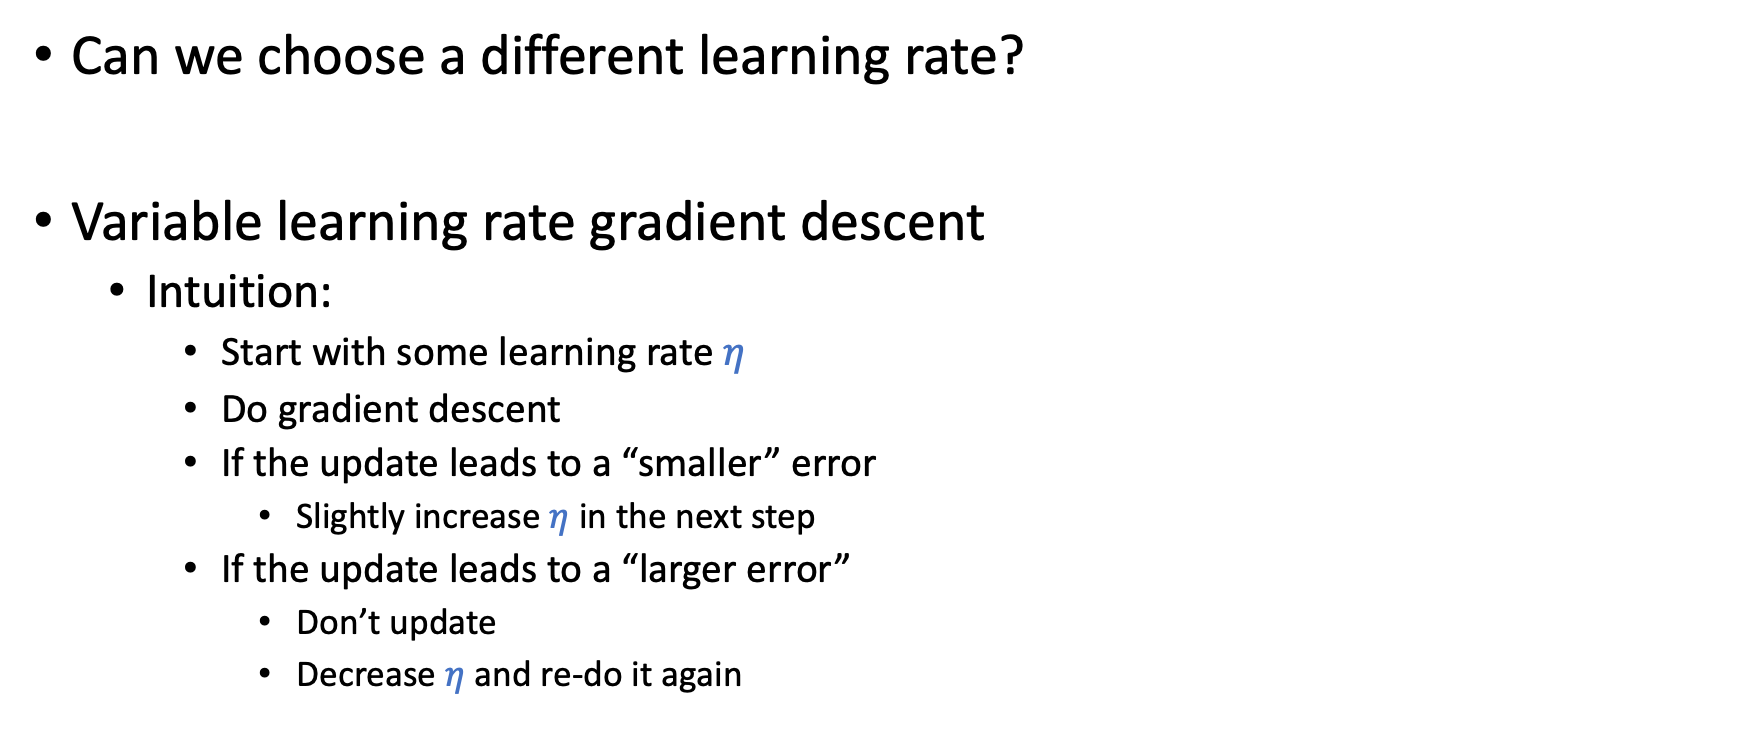 • Can we choose a different learning rate?
• Variable learning rate gradient descent
• Intuition:
• Start with some learning rate η
• Do gradient descent
• If the update leads to a “smaller” error
• Slightly increase η in the next step
• If the update leads to a “larger error”
• Don’t update
• Decrease η and re-do it again